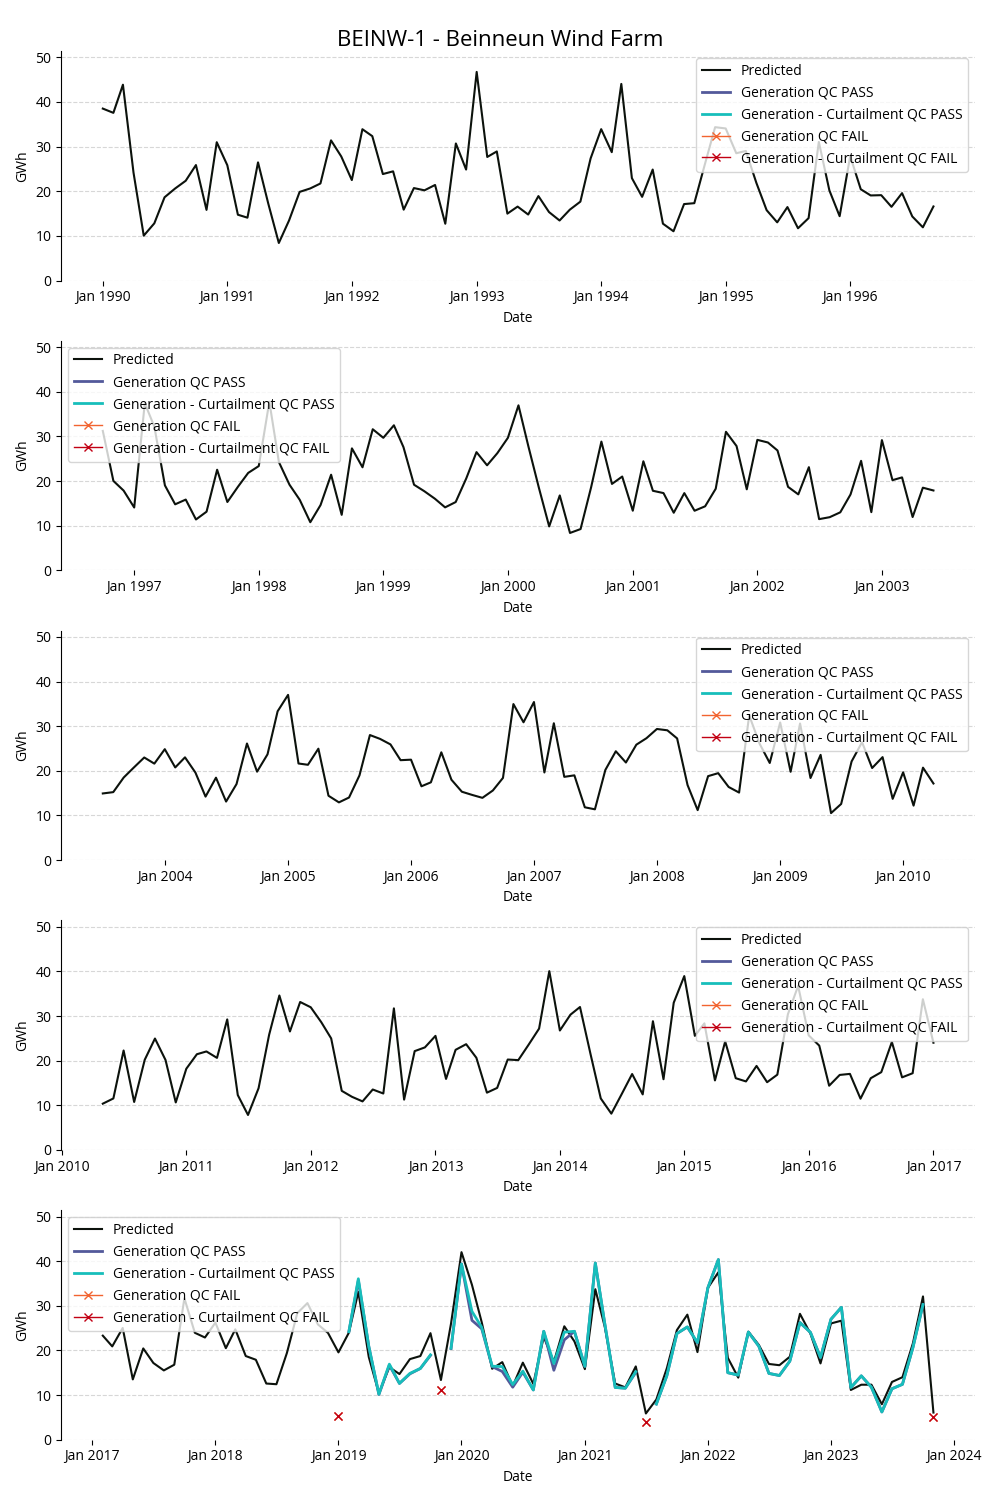 BEINW-1 - Beinneun Wind Farm
50
40
30
20
10
0
GWh
Predicted
Generation QC PASS
Generation - Curtailment QC PASS
Generation QC FAIL
Generation - Curtailment QC FAIL
Jan 1990 Jan 1991 Jan 1992 Jan 1993 Jan 1994 Jan 1995 Jan 1996
Date
50
40
30
20
10
0
GWh
Predicted
Generation QC PASS
Generation - Curtailment QC PASS
Generation QC FAIL
Generation - Curtailment QC FAIL
Jan 1997 Jan 1998 Jan 1999 Jan 2000 Jan 2001 Jan 2002 Jan 2003
Date
50
40
30
20
10
0
GWh
Predicted
Generation QC PASS
Generation - Curtailment QC PASS
Generation QC FAIL
Generation - Curtailment QC FAIL
Jan 2004 Jan 2005 Jan 2006 Jan 2007 Jan 2008 Jan 2009 Jan 2010
Date
50
40
30
20
10
0
GWh
Predicted
Generation QC PASS
Generation - Curtailment QC PASS
Generation QC FAIL
Generation - Curtailment QC FAIL
Jan 2010 Jan 2011 Jan 2012 Jan 2013 Jan 2014 Jan 2015 Jan 2016 Jan 2017
Date
50
40
30
20
10
0
GWh
Predicted
Generation QC PASS
Generation - Curtailment QC PASS
Generation QC FAIL
Generation - Curtailment QC FAIL
Jan 2017 Jan 2018 Jan 2019 Jan 2020 Jan 2021 Jan 2022 Jan 2023 Jan 2024
Date